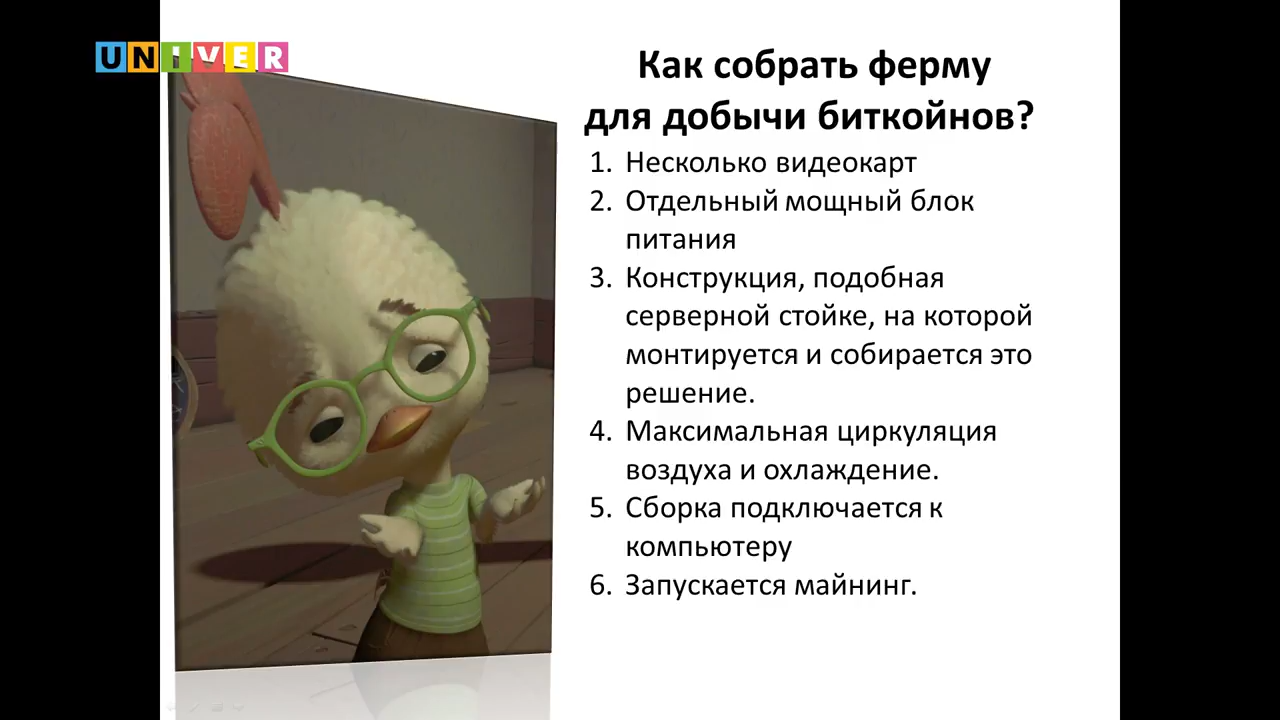 UNIVER
Как собрать ферму
для добычи биткойнов?
1. Несколько видеокарт
2. Отдельный мощный блок
питания
3. Конструкция, подобная
серверной стойке, на которой
монтируется и собирается это
решение.
4. Максимальная циркуляция
воздуха и охлаждение.
5. Сборка подключается к
компьютеру
6. Запускается майнинг.